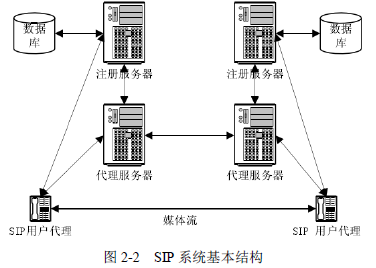 数据
库
数据
库
注册服务器
注册服务器
代理服务器
代理服务器
媒体流
SIP用户代理
SIP 用户代理
图 2-2 SIP 系统基本结构